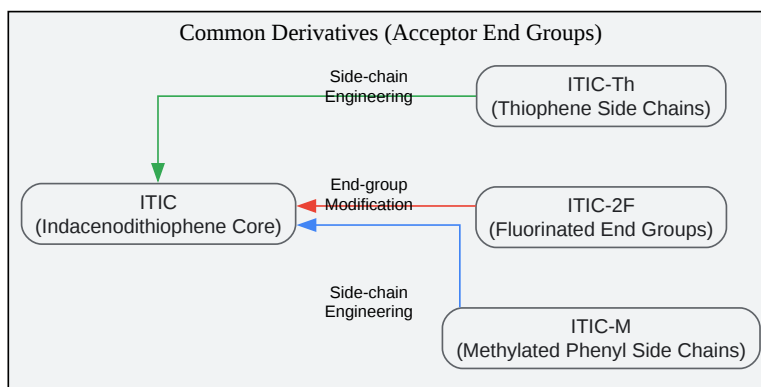 Common Derivatives (Acceptor End Groups)
Side-chain
Engineering
ITIC-Th
(Thiophene Side Chains)
ITIC
(Indacenodithiophene Core)
End-group
Modification
ITIC-2F
(Fluorinated End Groups)
Side-chain
Engineering
ITIC-M
(Methylated Phenyl Side Chains)